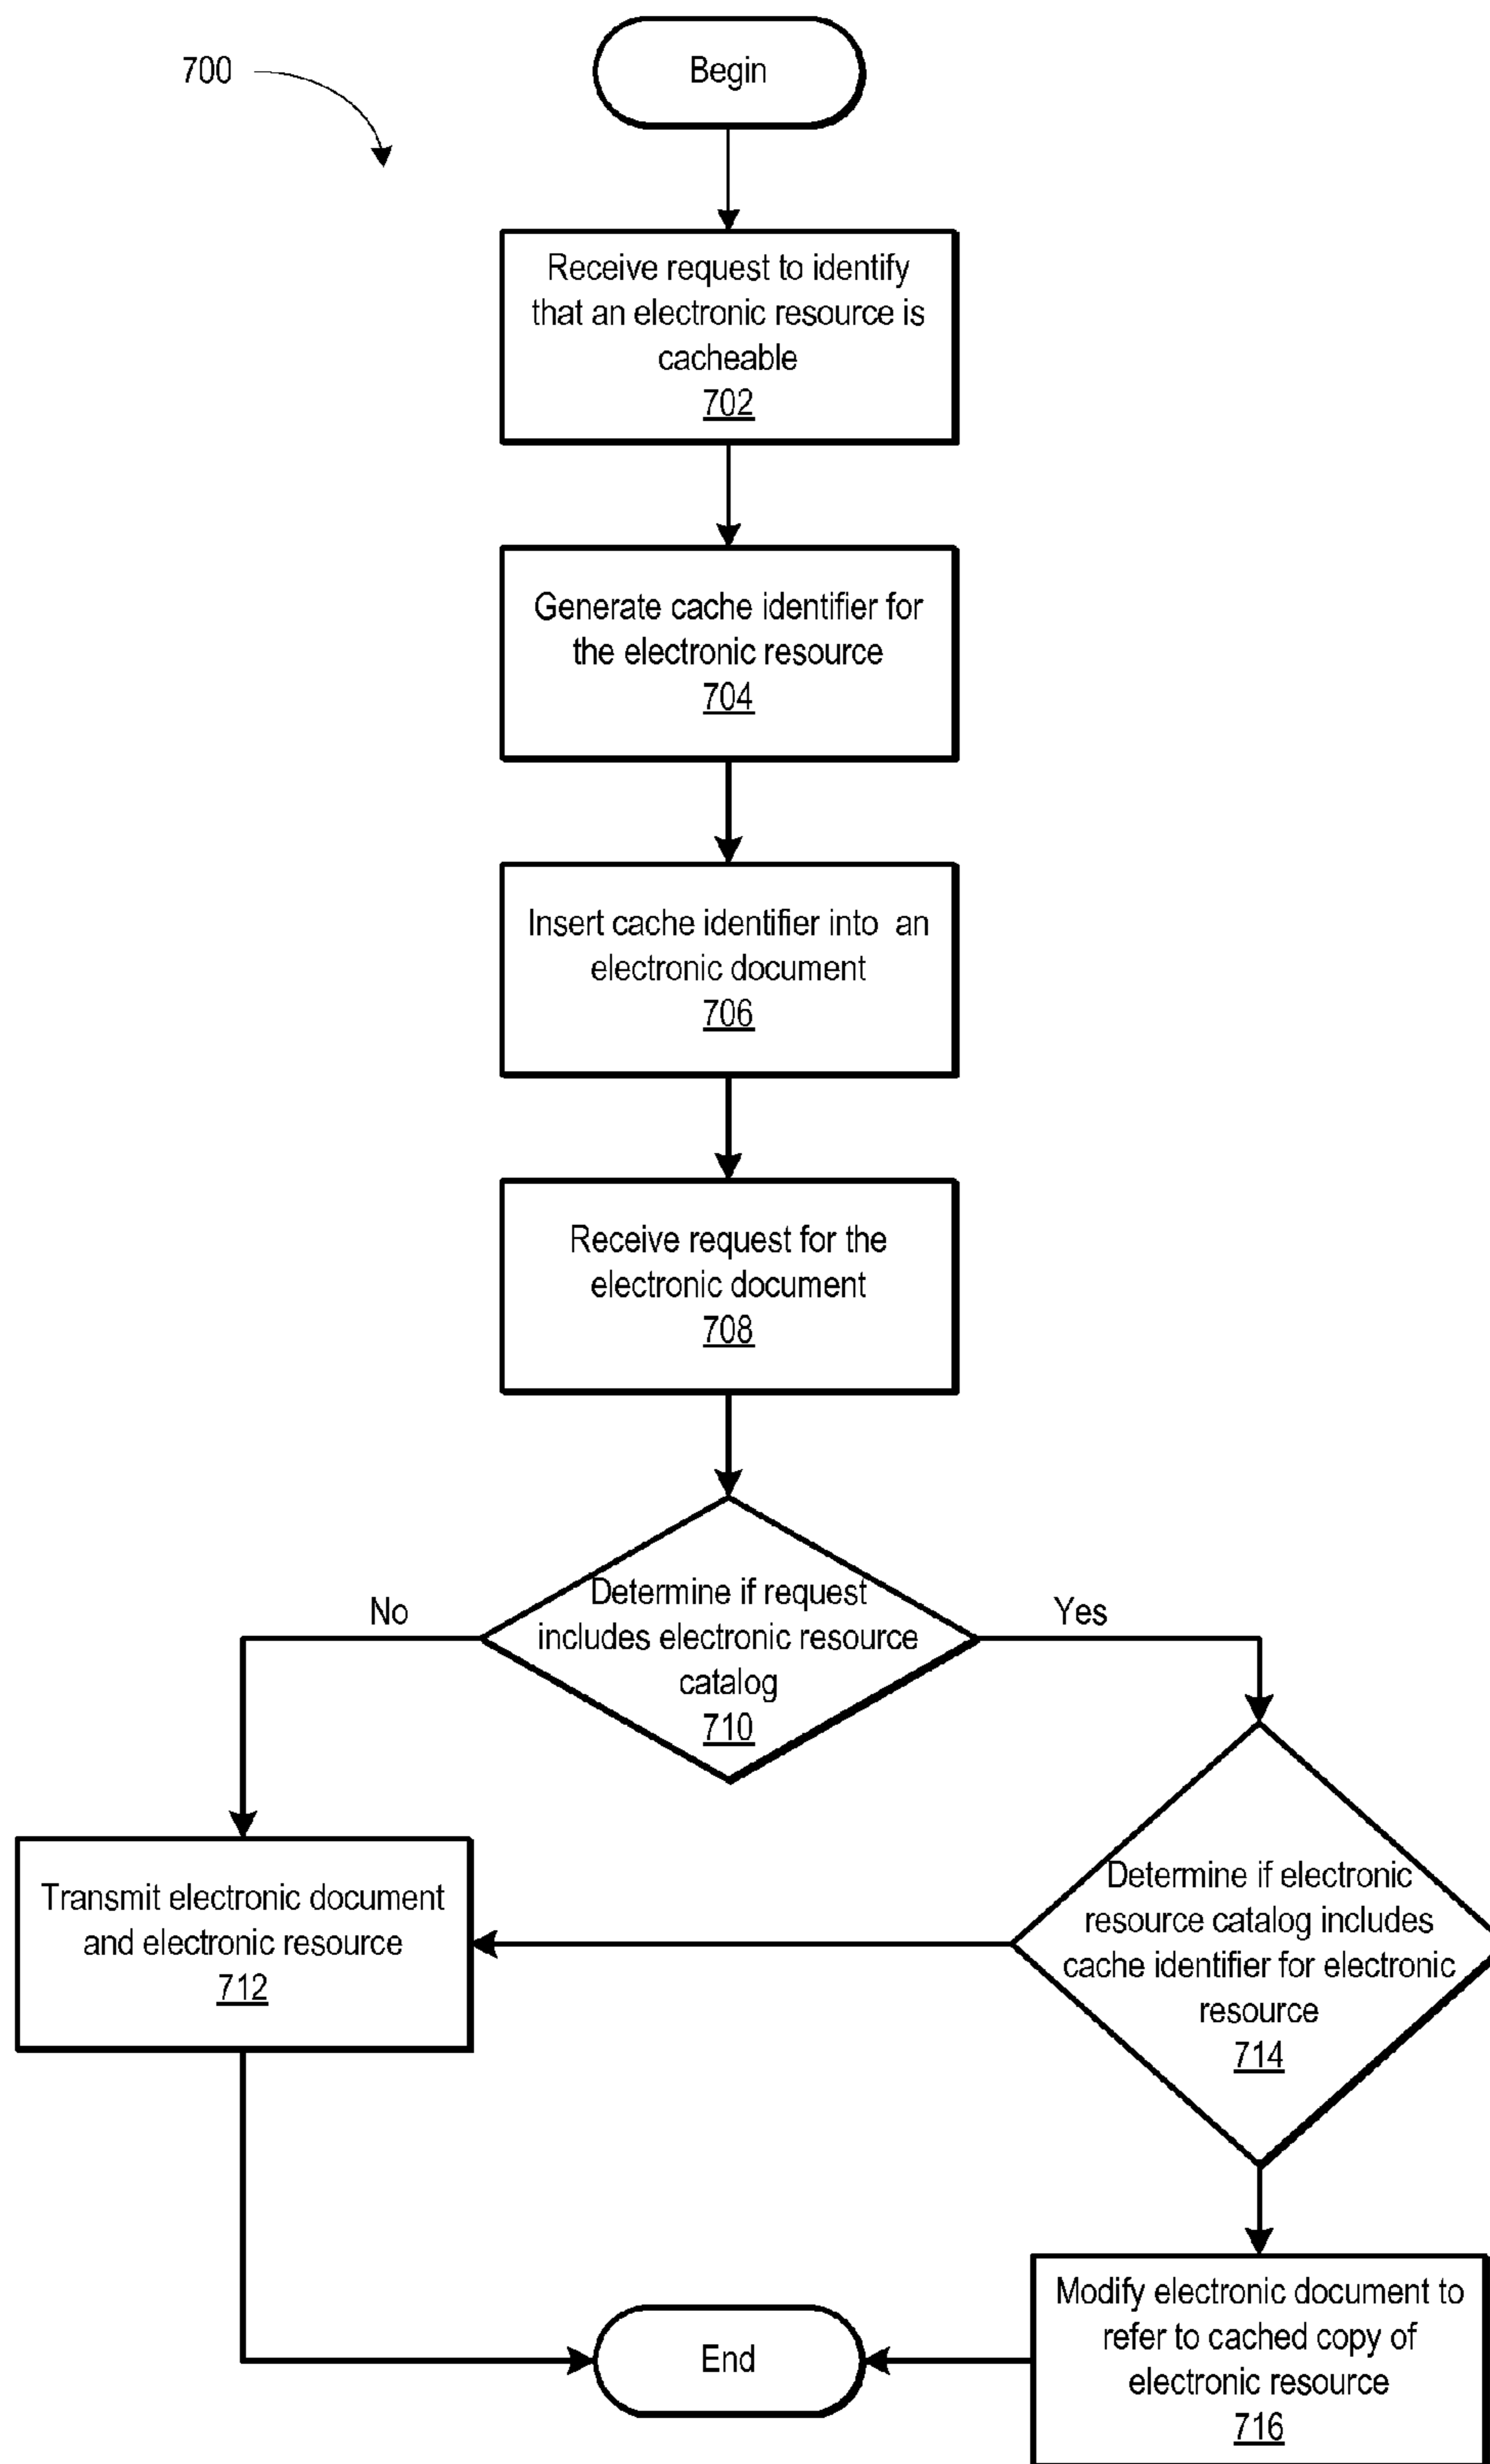 700
Begin
Receive request to identify
that an electronic resource is
cacheable
702
Generate cache identifier for
the electronic resource
704
Insert cache identifier into an
electronic document
706
Receive request for the
electronic document
708
Determine if request
includes electronic resource
catalog
710
No
Yes
Transmit electronic document
and electronic resource
712
Determine if electronic
resource catalog includes
cache identifier for electronic
resource
714
Modify electronic document to
refer to cached copy of
electronic resource
716
End